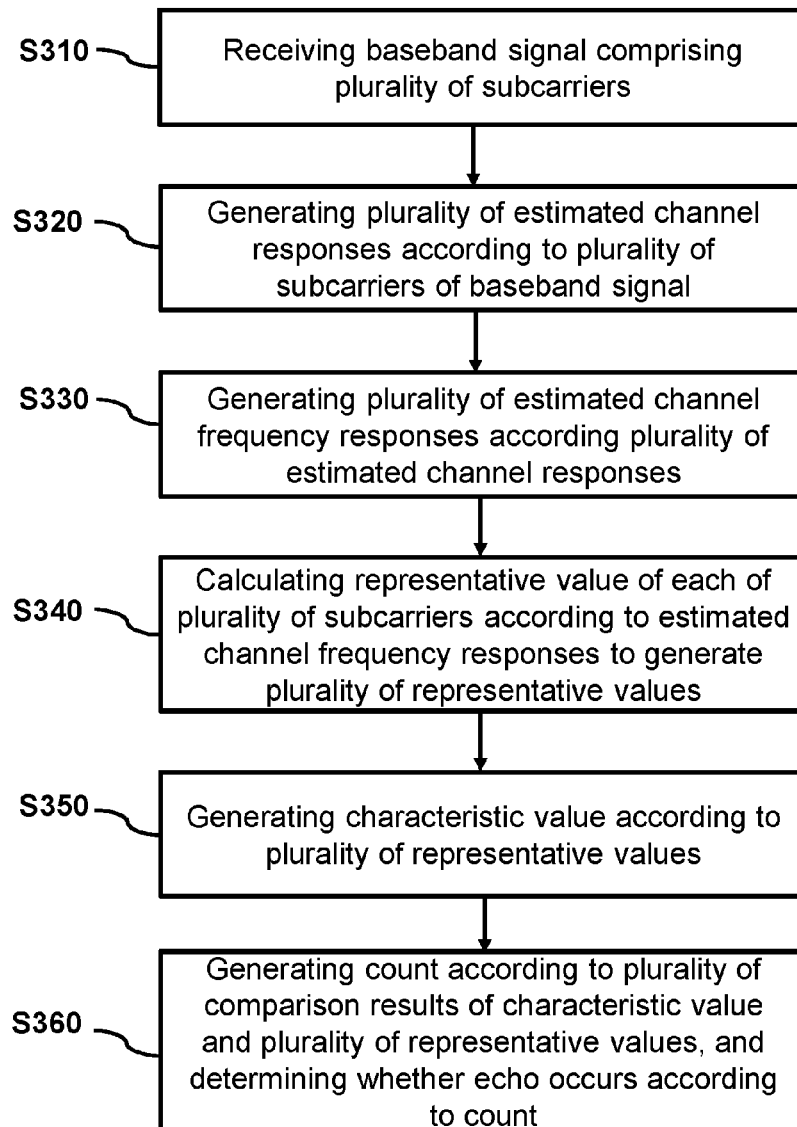 S310
Receiving baseband signal comprising
plurality of subcarriers
S320
Generating plurality of estimated channel
responses according to plurality of
subcarriers of baseband signal
S330
Generating plurality of estimated channel
frequency responses according plurality of
estimated channel responses
S340
Calculating representative value of each of
plurality of subcarriers according to estimated
channel frequency responses to generate
plurality of representative values
S350
Generating characteristic value according to
plurality of representative values
S360
Generating count according to plurality of
comparison results of characteristic value
and plurality of representative values, and
determining whether echo occurs according
to count